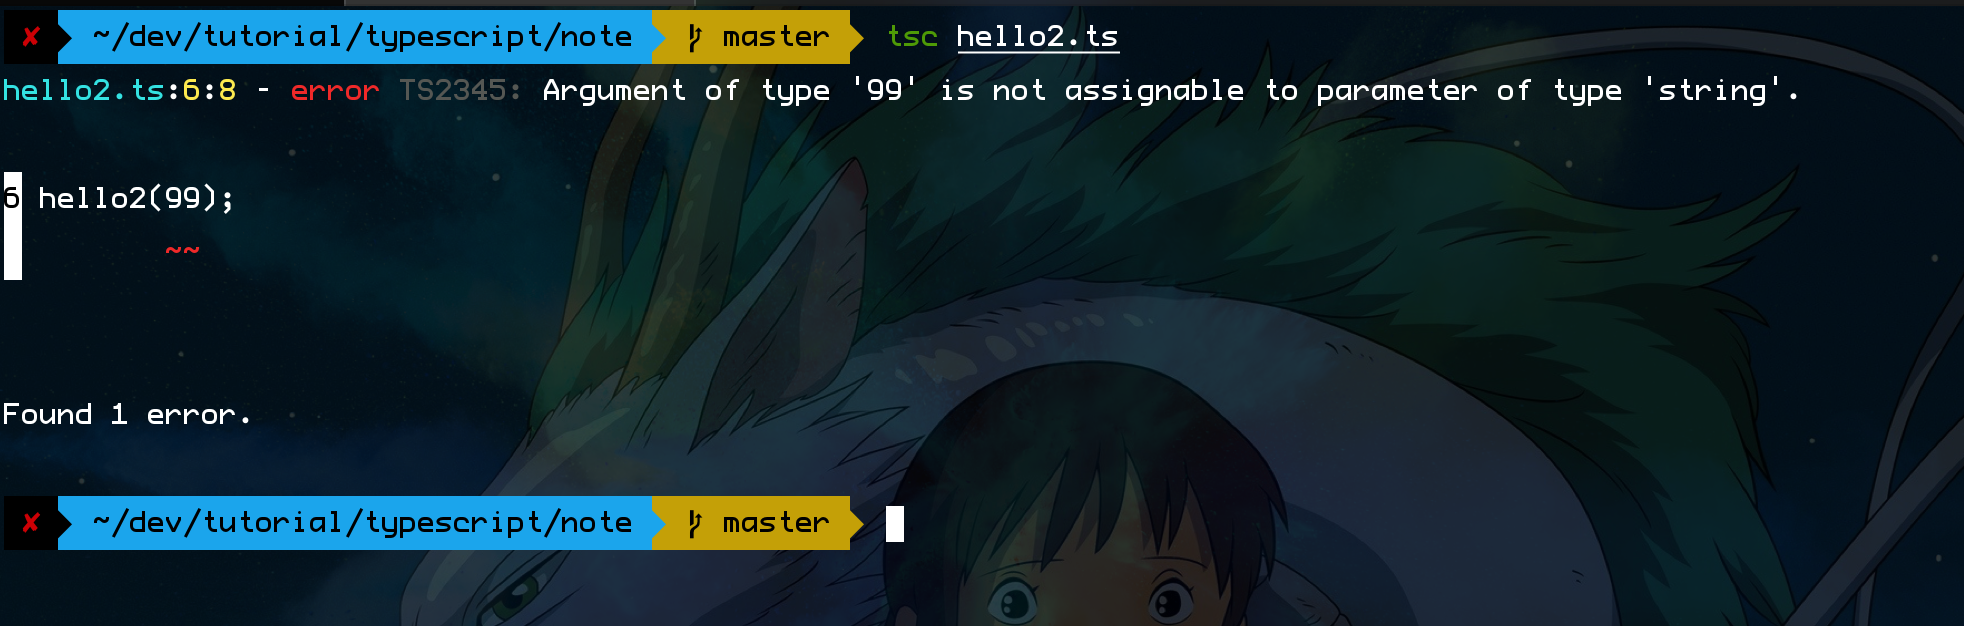 ✘ ~/dev/tutorial/typescript/note master tsc hello2.ts
hello2.ts:6:8 - error TS2345: Argument of type '99' is not assignable to parameter of type 'string'.
6 hello2(99);
~~
Found 1 error.
✘ ~/dev/tutorial/typescript/note master